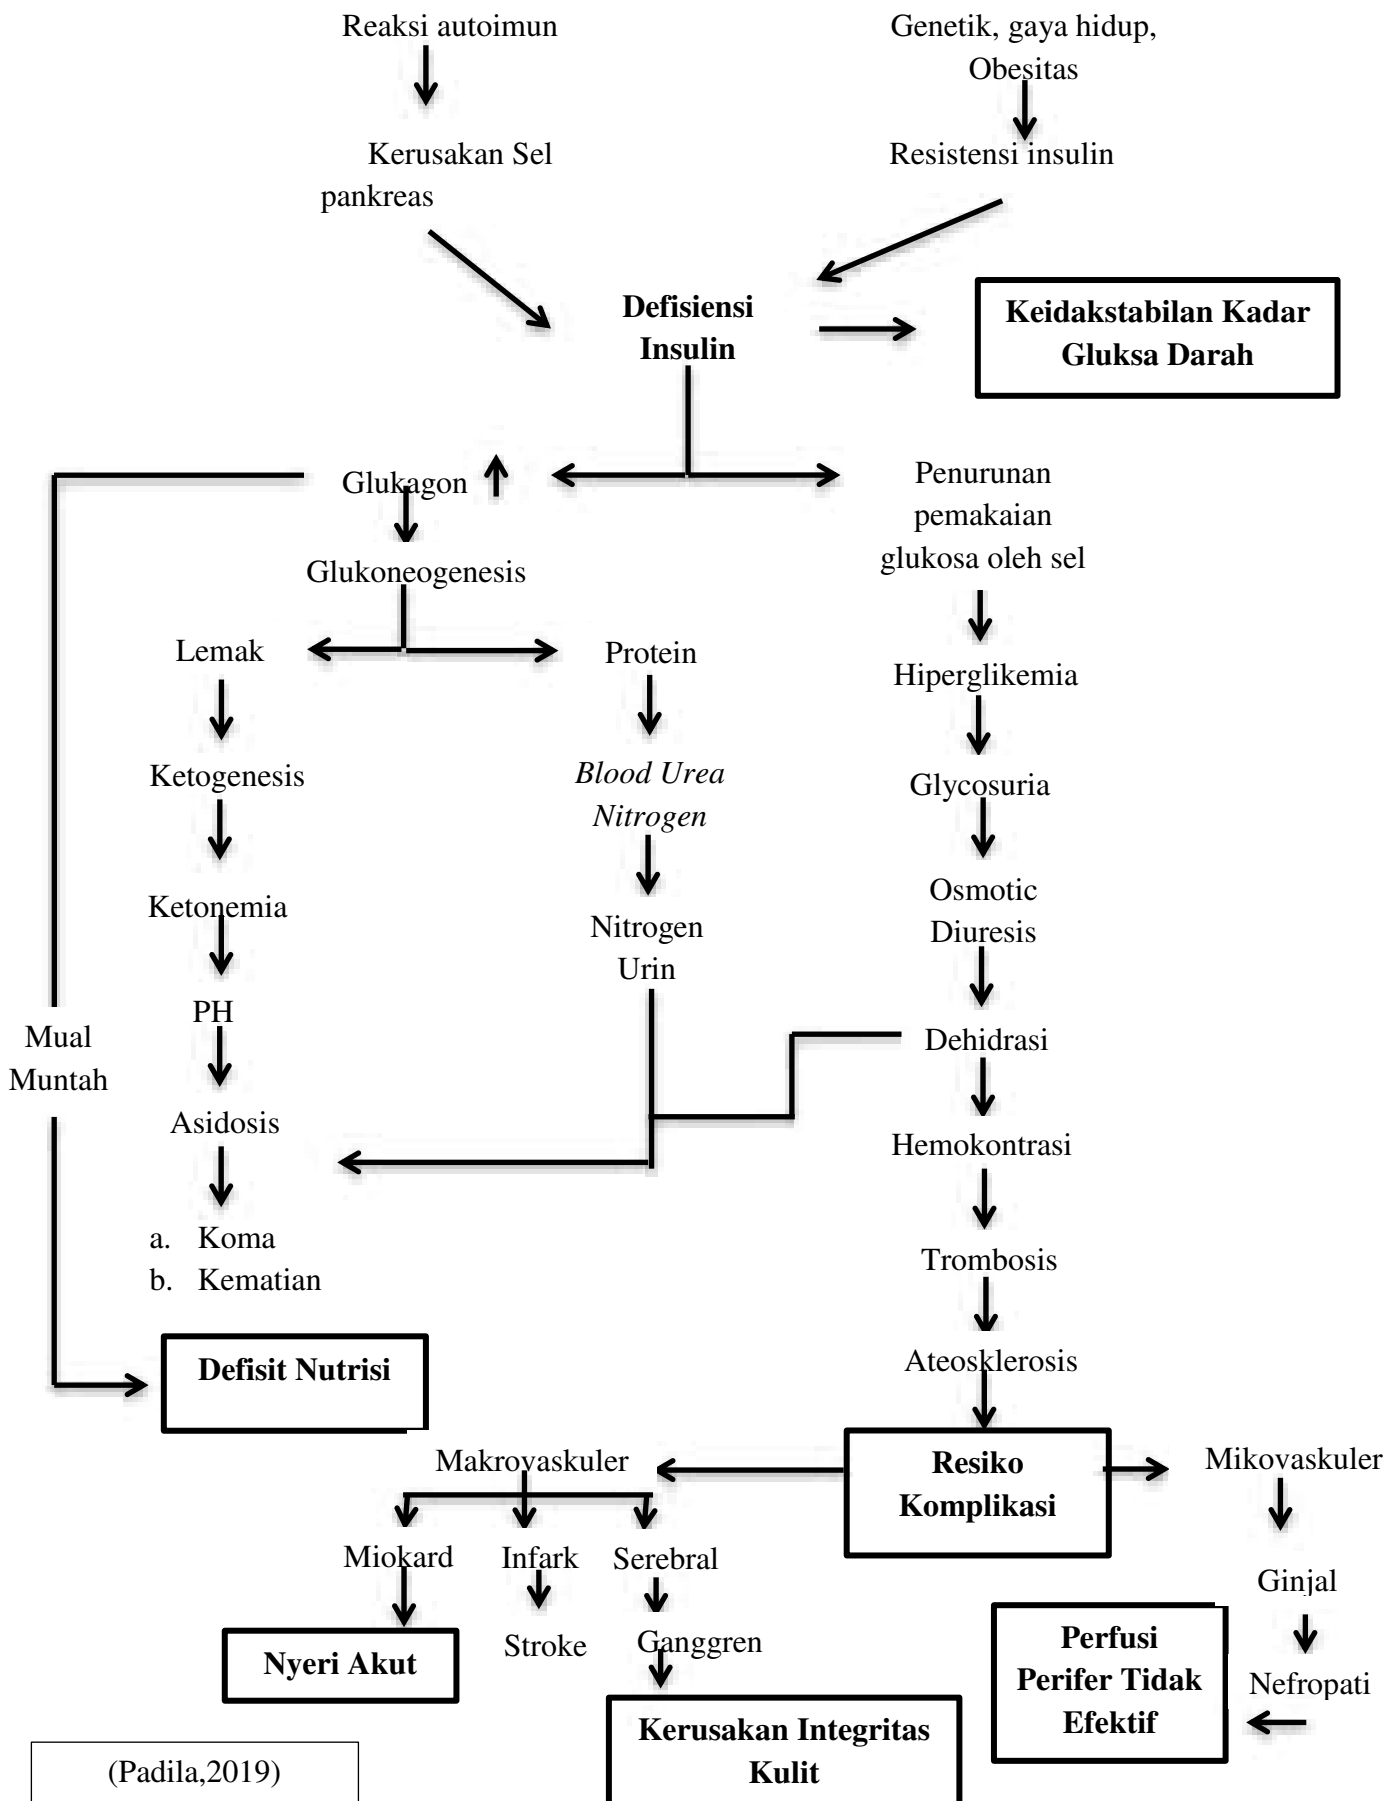 Reaksi autoimun
Genetik, gaya hidup,
Obesitas
Kerusakan Sel
pankreas
Resistensi insulin
Defisiensi
Insulin
Keidakstabilan Kadar
Gluksa Darah
Glukagon
Penurunan
pemakaian
glukosa oleh sel
Glukoneogenesis
Lemak
Protein
Hiperglikemia
Ketogenesis
Blood Urea
Nitrogen
Glycosuria
Ketonemia
Nitrogen
Urin
Osmotic
Diuresis
PH
Mual
Muntah
Dehidrasi
Asidosis
Hemokontrasi
a. Koma
b. Kematian
Trombosis
Defisit Nutrisi
Ateosklerosis
Makrovaskuler
Resiko
Komplikasi
Mikovaskuler
Miokard
Infark
Serebral
Ginjal
Nyeri Akut
Stroke
Ganggren
Perfusi
Perifer Tidak
Efektif
Nefropati
Kerusakan Integritas
Kulit
(Padila,2019)